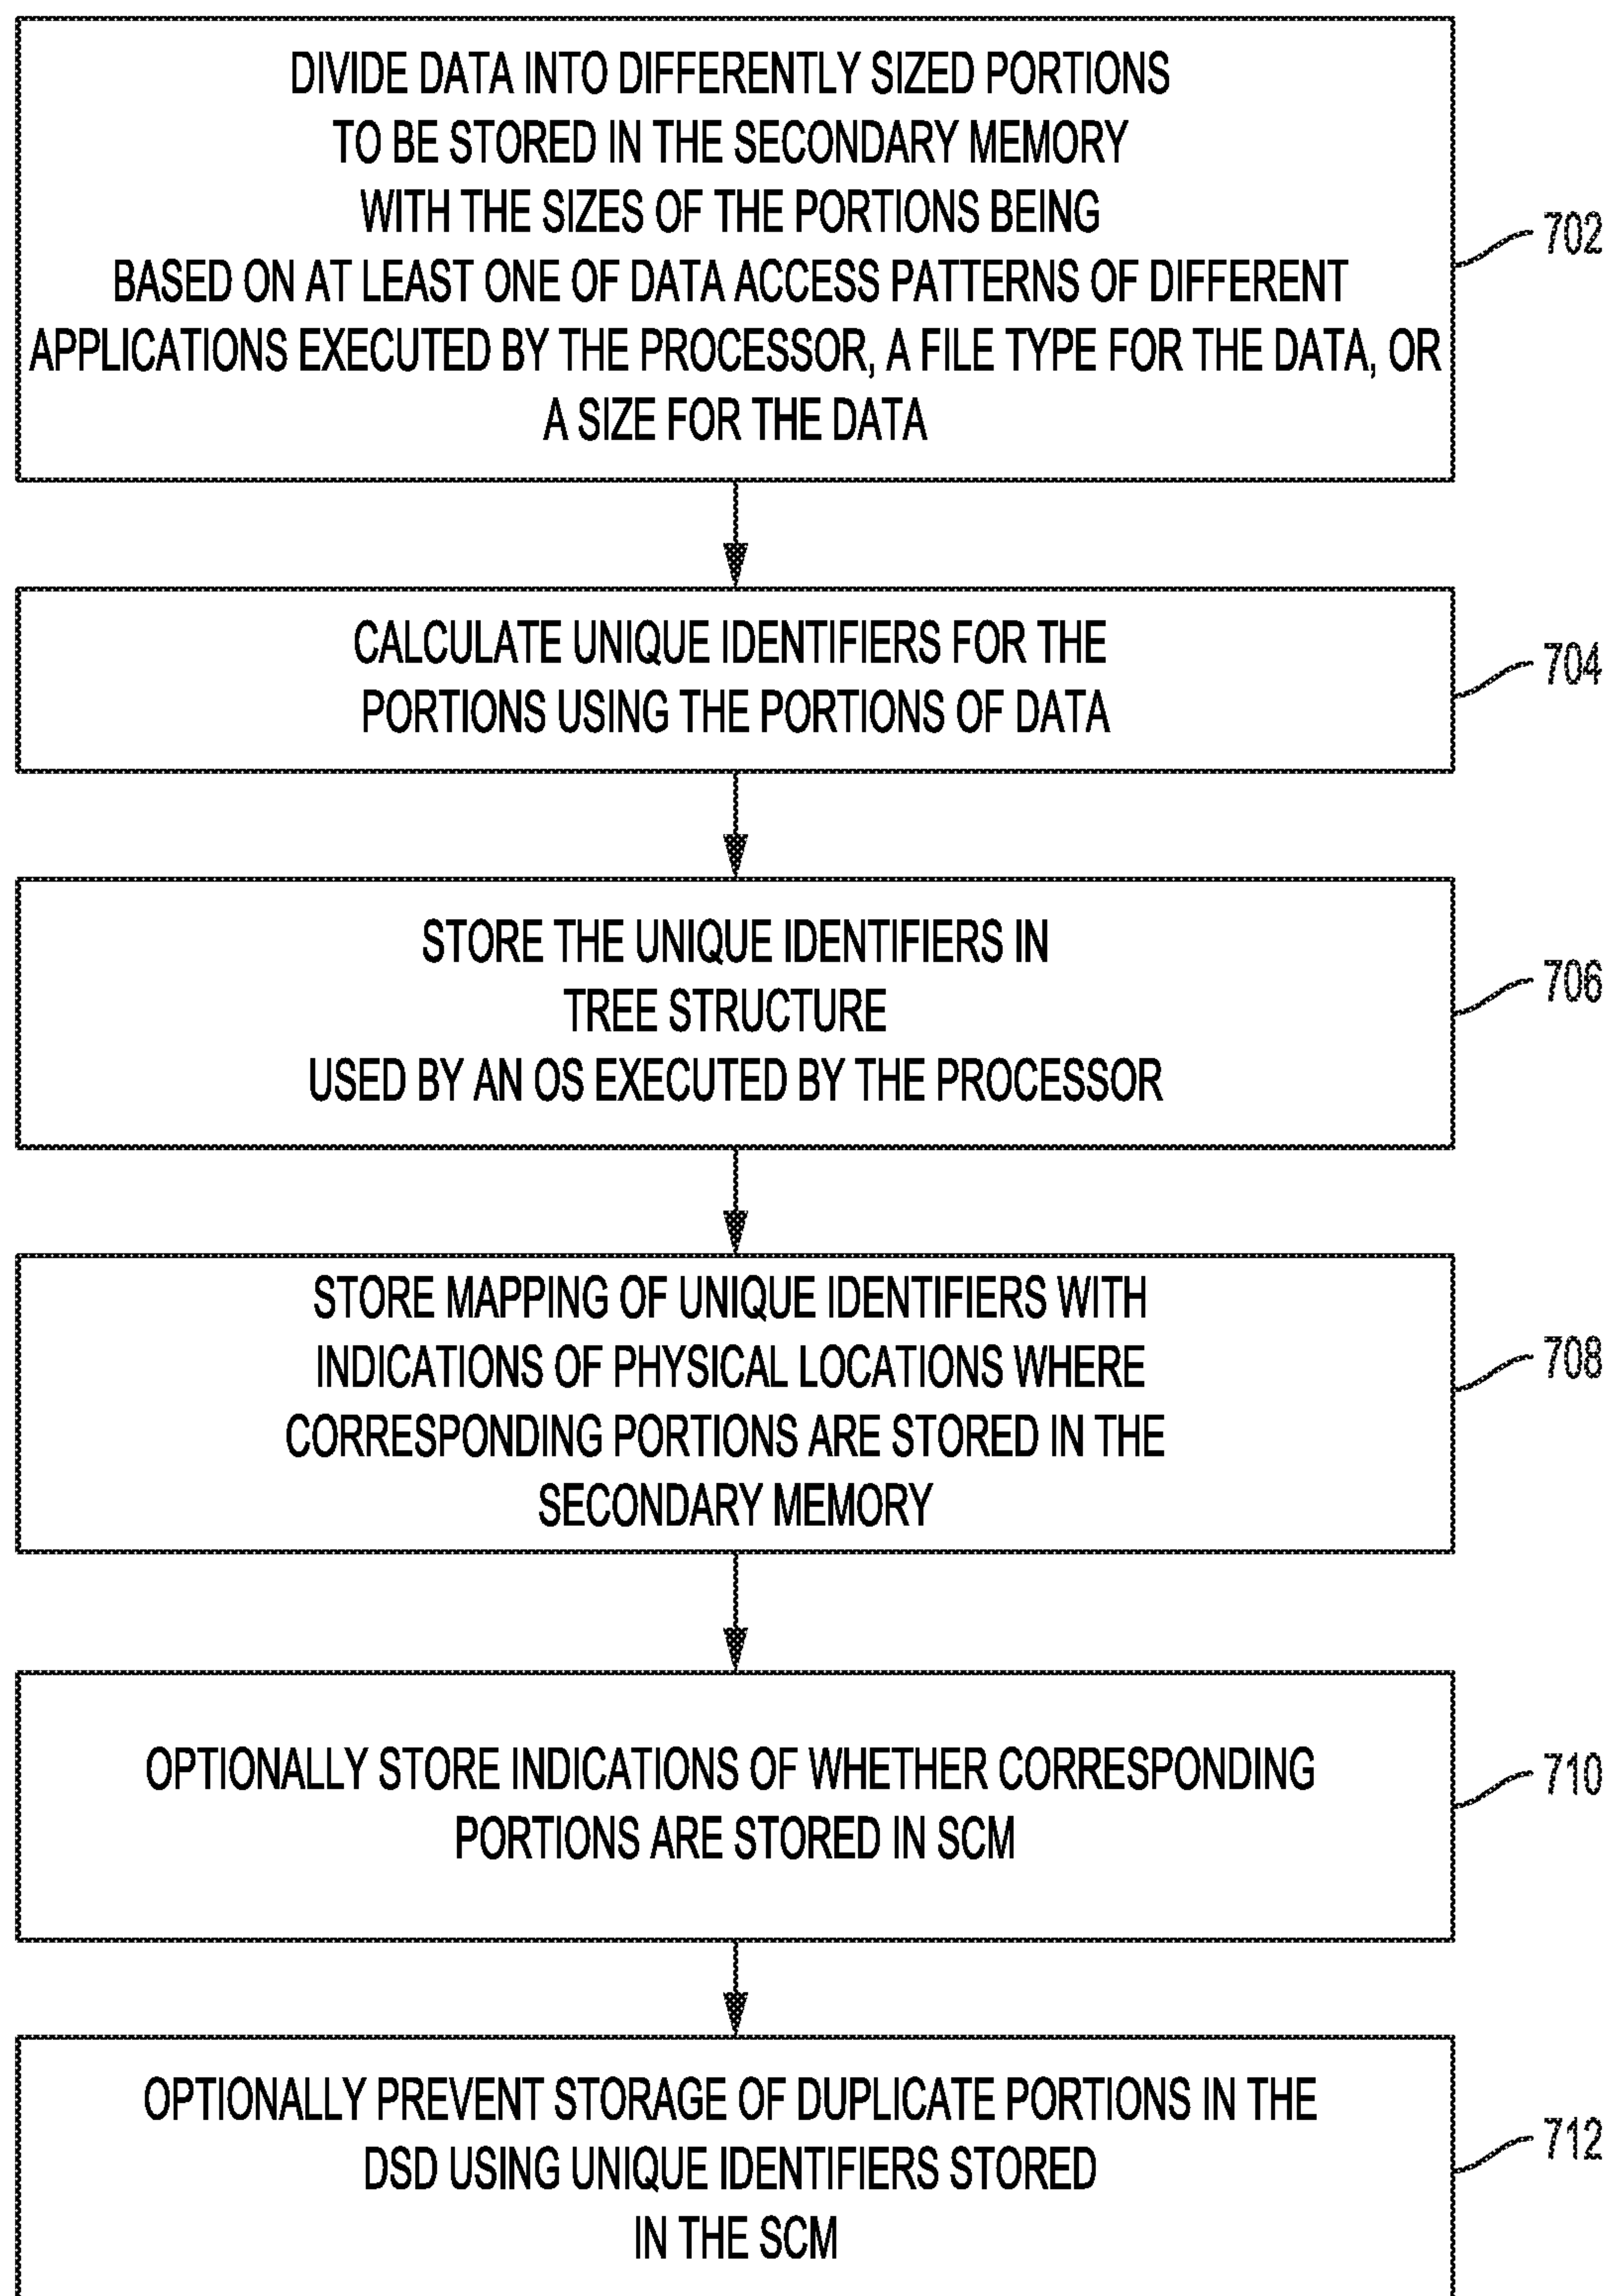 DIVIDE DATA INTO DIFFERENTLY SIZED PORTIONS
TO BE STORED IN THE SECONDARY MEMORY
WITH THE SIZES OF THE PORTIONS BEING
BASED ON AT LEAST ONE OF DATA ACCESS PATTERNS OF DIFFERENT
APPLICATIONS EXECUTED BY THE PROCESSOR, A FILE TYPE FOR THE DATA, OR
A SIZE FOR THE DATA
702
CALCULATE UNIQUE IDENTIFIERS FOR THE
PORTIONS USING THE PORTIONS OF DATA
704
STORE THE UNIQUE IDENTIFIERS IN
TREE STRUCTURE
USED BY AN OS EXECUTED BY THE PROCESSOR
706
STORE MAPPING OF UNIQUE IDENTIFIERS WITH
INDICATIONS OF PHYSICAL LOCATIONS WHERE
CORRESPONDING PORTIONS ARE STORED IN THE
SECONDARY MEMORY
708
OPTIONALLY STORE INDICATIONS OF WHETHER CORRESPONDING
PORTIONS ARE STORED IN SCM
710
OPTIONALLY PREVENT STORAGE OF DUPLICATE PORTIONS IN THE
DSD USING UNIQUE IDENTIFIERS STORED
IN THE SCM
712